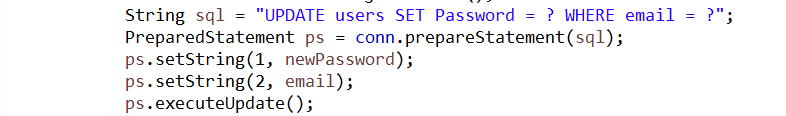 String sql = "UPDATE users SET Password = ? WHERE email = ?";
PreparedStatement ps = conn.prepareStatement(sql);
ps.setString(1, newPassword);
ps.setString(2, email);
ps.executeUpdate();